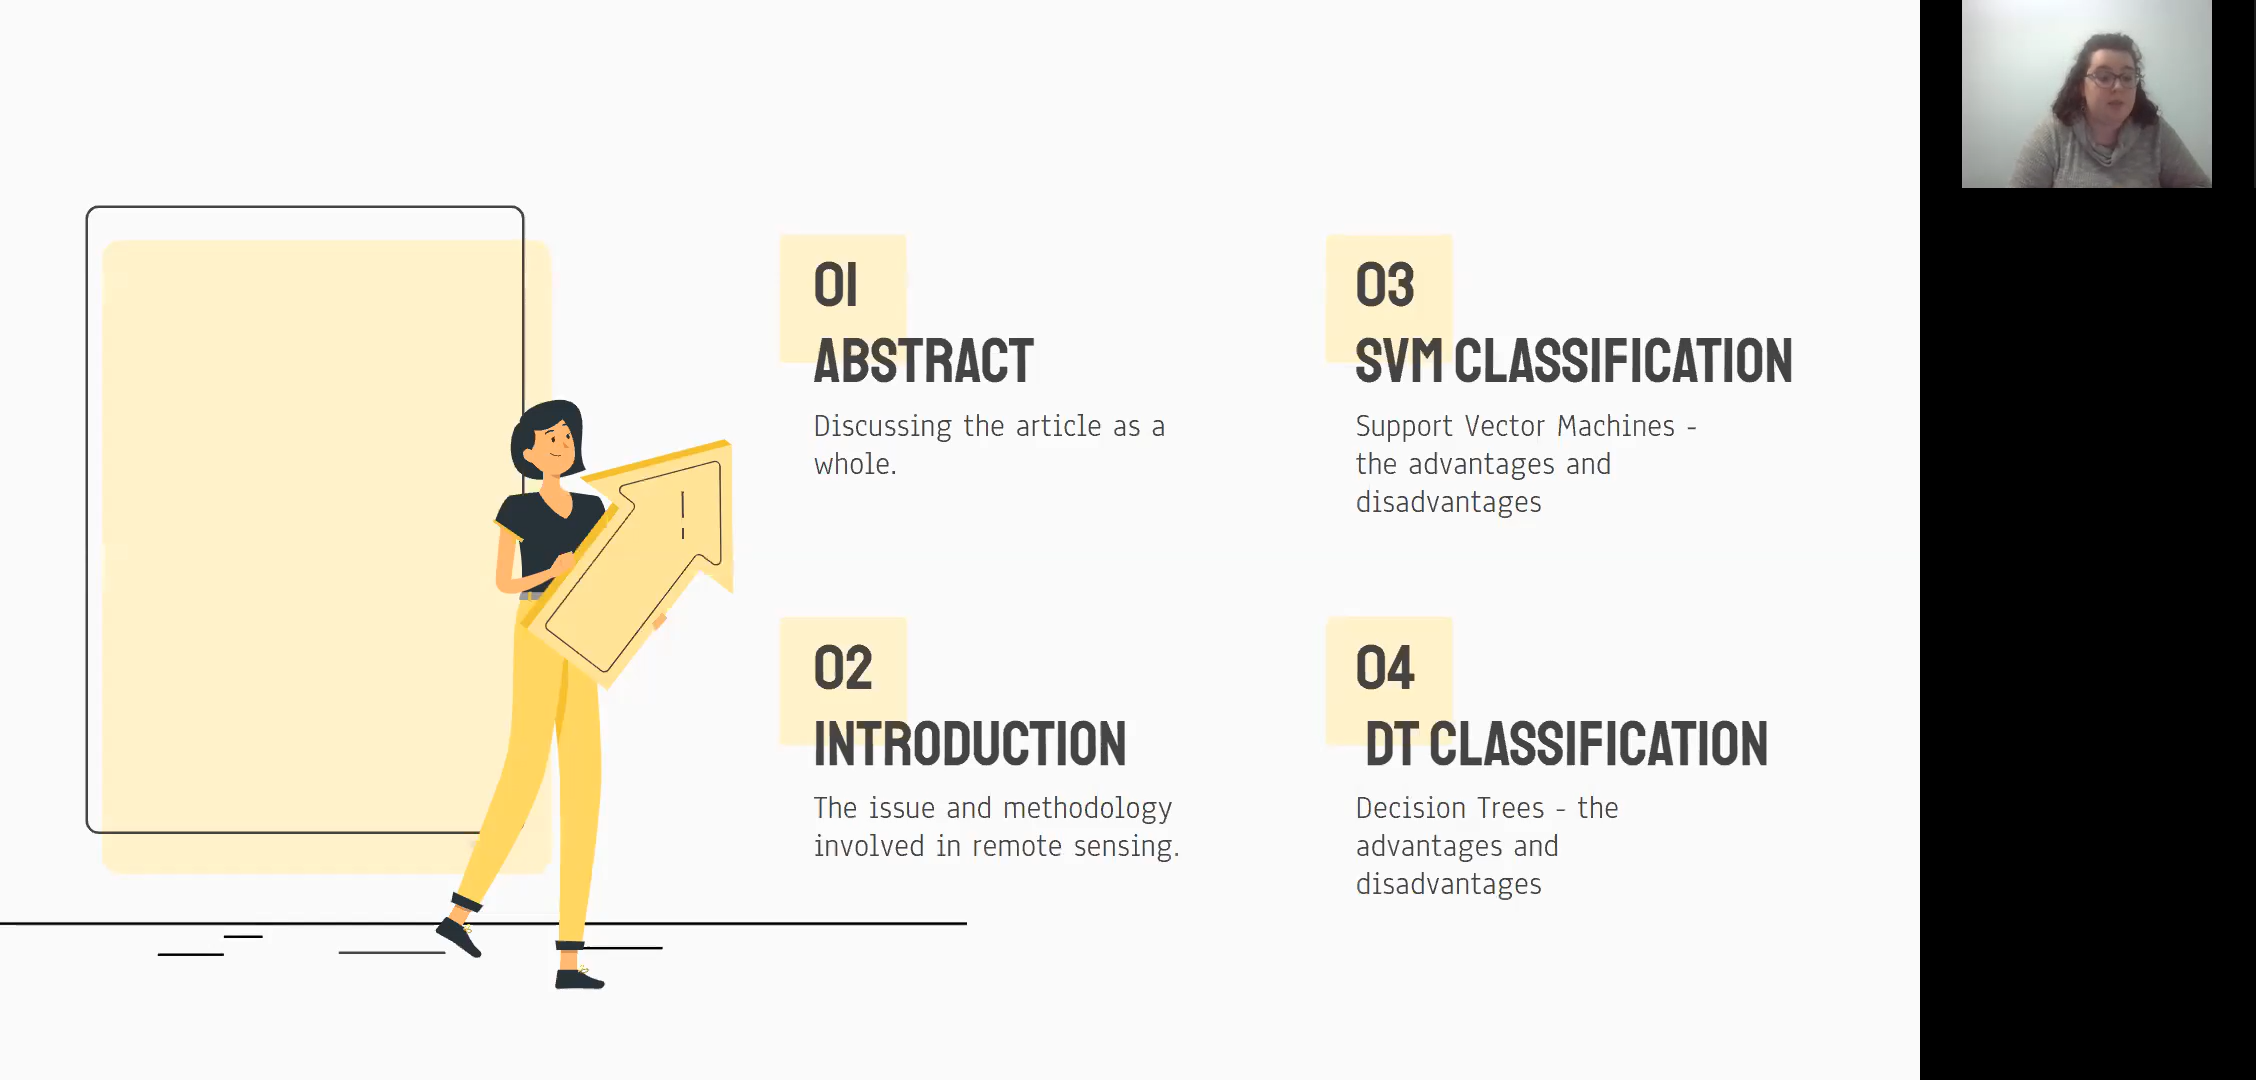 01
ABSTRACT
Discussing the article as a
whole.
02
INTRODUCTION
The issue and methodology
involved in remote sensing.
03
SVM CLASSIFICATION
Support Vector Machines -
the advantages and
disadvantages
04
DT CLASSIFICATION
Decision Trees - the
advantages and
disadvantages